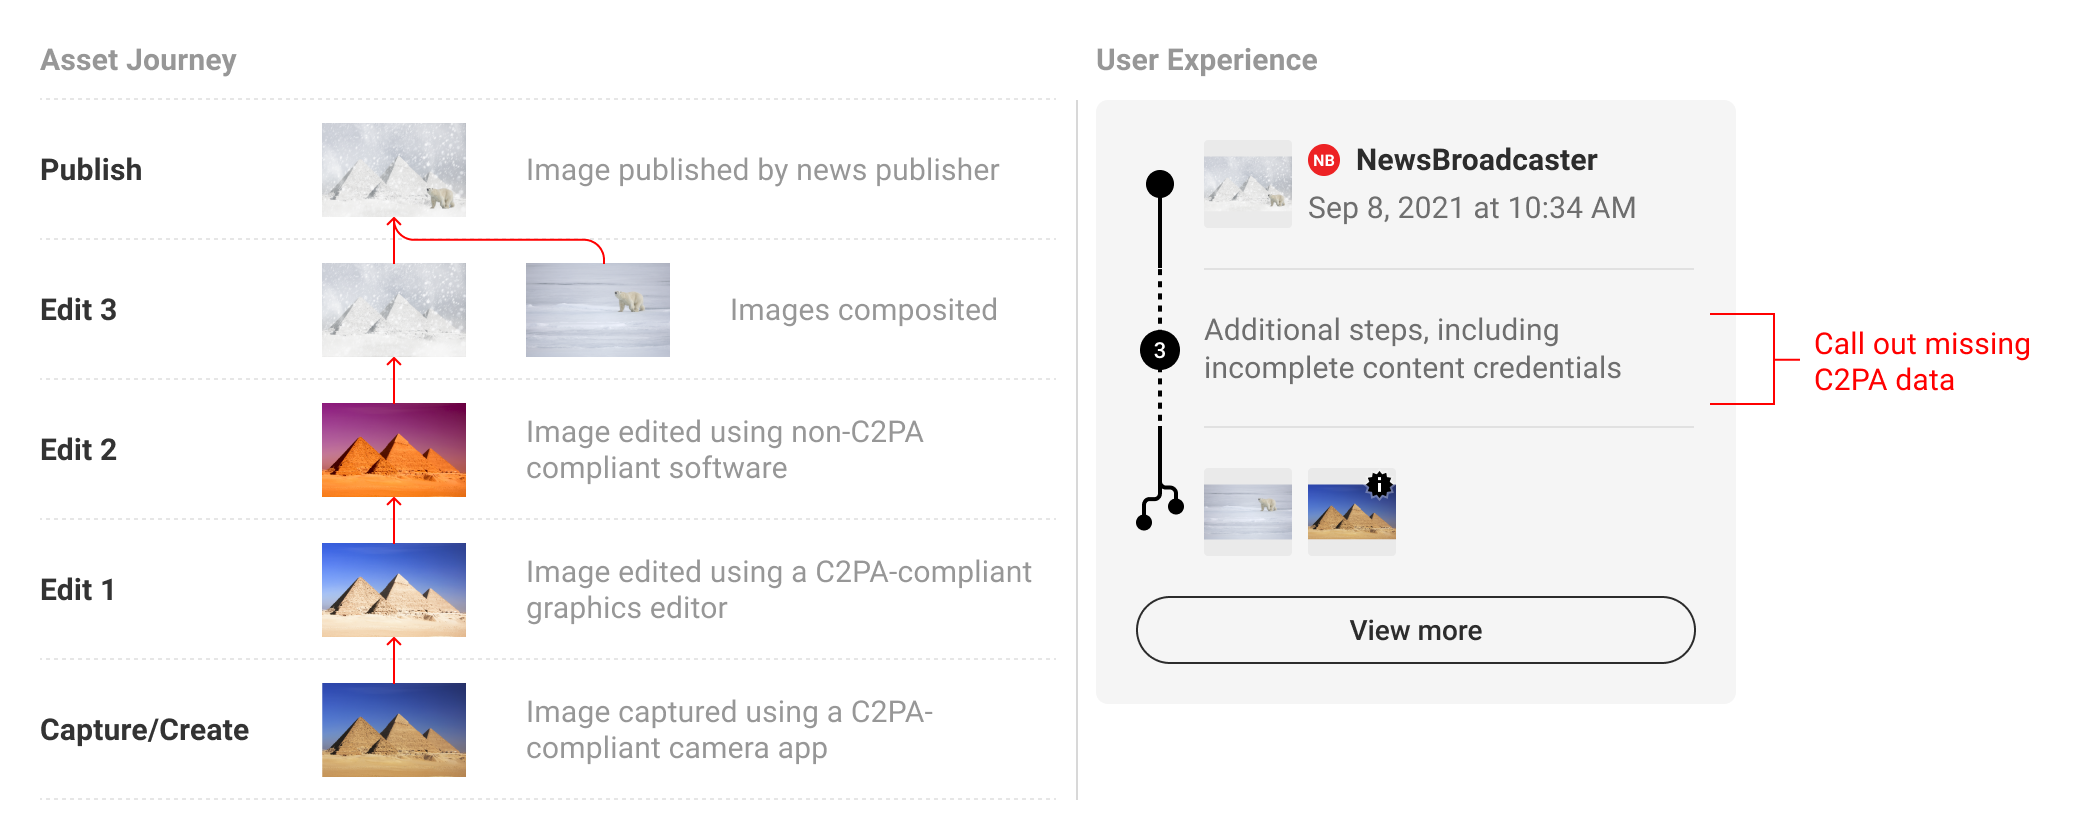 Asset Journey
Publish
Image published by news publisher
Edit 3
Images composited
Edit 2
Image edited using non-C2PA
compliant software
Edit 1
Image edited using a C2PA-compliant
graphics editor
Capture/Create
Image captured using a C2PA-
compliant camera app
User Experience
NB NewsBroadcaster
Sep 8, 2021 at 10:34 AM
3
Additional steps, including
incomplete content credentials
Call out missing
C2PA data
i
View more